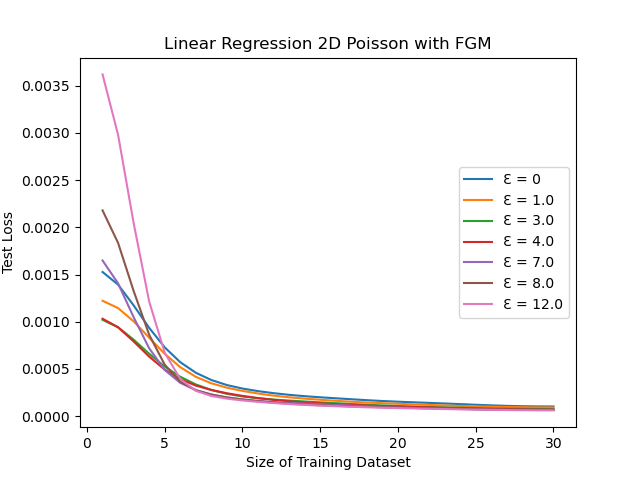 Linear Regression 2D Poisson with FGM
Test Loss
0.0035
0.0030
0.0025
0.0020
0.0015
0.0010
0.0005
0.0000
Ɛ = 0
Ɛ = 1.0
Ɛ = 3.0
Ɛ = 4.0
Ɛ = 7.0
Ɛ = 8.0
Ɛ = 12.0
0 5 10 15 20 25 30
Size of Training Dataset